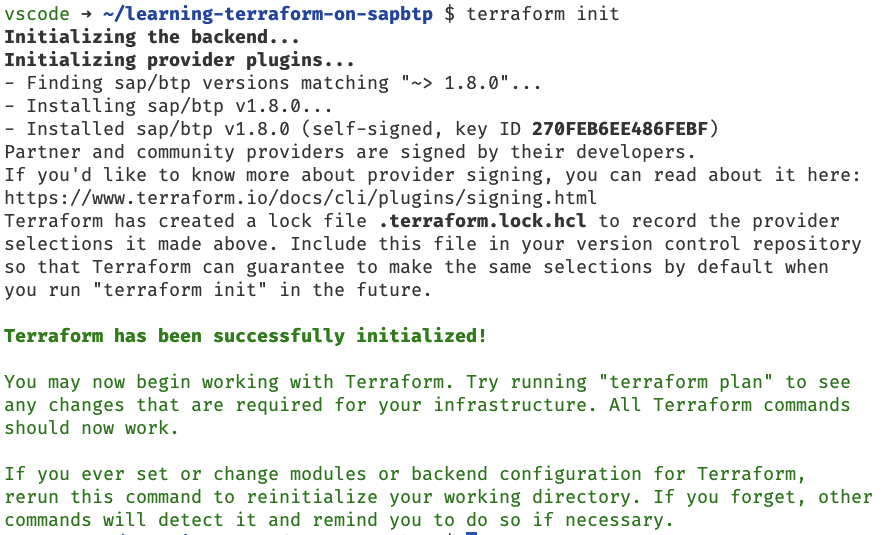 vscode → ~/learning-terraform-on-sapbtp $ terraform init
Initializing the backend...
Initializing provider plugins...
- Finding sap/btp versions matching "~> 1.8.0"...
- Installing sap/btp v1.8.0...
- Installed sap/btp v1.8.0 (self-signed, key ID 270FEB6EE486FEBF)
Partner and community providers are signed by their developers.
If you'd like to know more about provider signing, you can read about it here:
https://www.terraform.io/docs/cli/plugins/signing.html
Terraform has created a lock file .terraform.lock.hcl to record the provider
selections it made above. Include this file in your version control repository
so that Terraform can guarantee to make the same selections by default when
you run "terraform init" in the future.
Terraform has been successfully initialized!
You may now begin working with Terraform. Try running "terraform plan" to see
any changes that are required for your infrastructure. All Terraform commands
should now work.
If you ever set or change modules or backend configuration for Terraform,
rerun this command to reinitialize your working directory. If you forget, other
commands will detect it and remind you to do so if necessary.